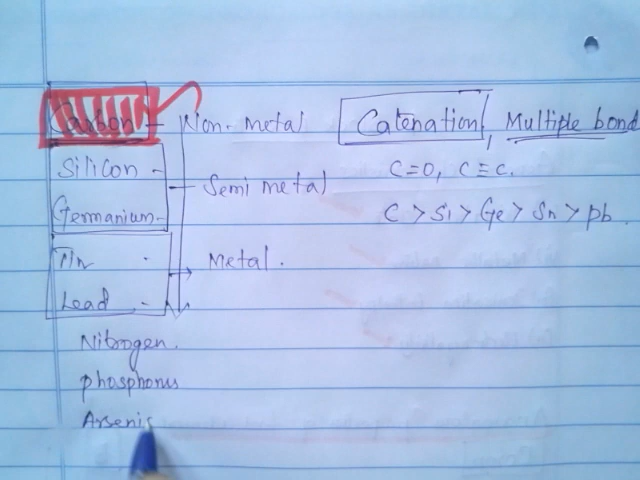 Carbon - Non-metal Catenation, Multiple bond
Silicon - Semi metal C=O, C≡C.
Germanium- C > Si > Ge > Sn > pb
Tin - Metal.
Lead -
Nitrogen.
phosphorus
Arsenic